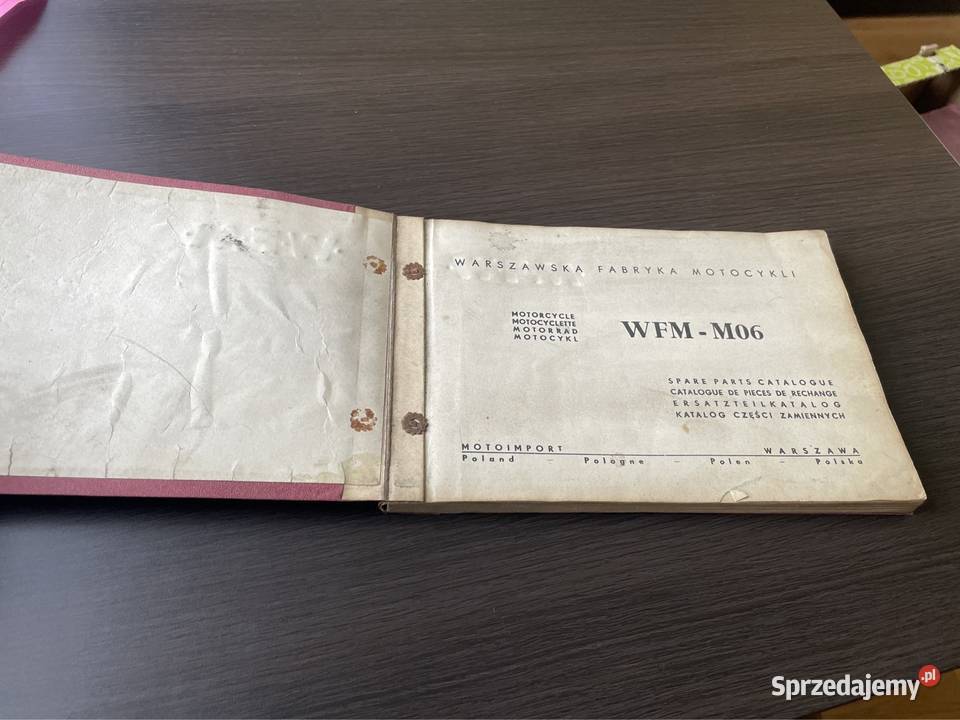 WARSZAWSKA FABRYKA MOTOCYKLI
MOTORCYCLE
MOTOCYCLETTE
MOTORRAD
MOTOCYKL
WFM - M06
SPARE PARTS CATALOGUE
CATALOGUE DE PIECES DE RECHANGE
ERSATZTEILKATALOG
KATALOG CZĘŚCI ZAMIENNYCH
MOTOIMPORT WARSZAWA
Poland – Pologne – Polen – Polska
Sprzedajemy.pl